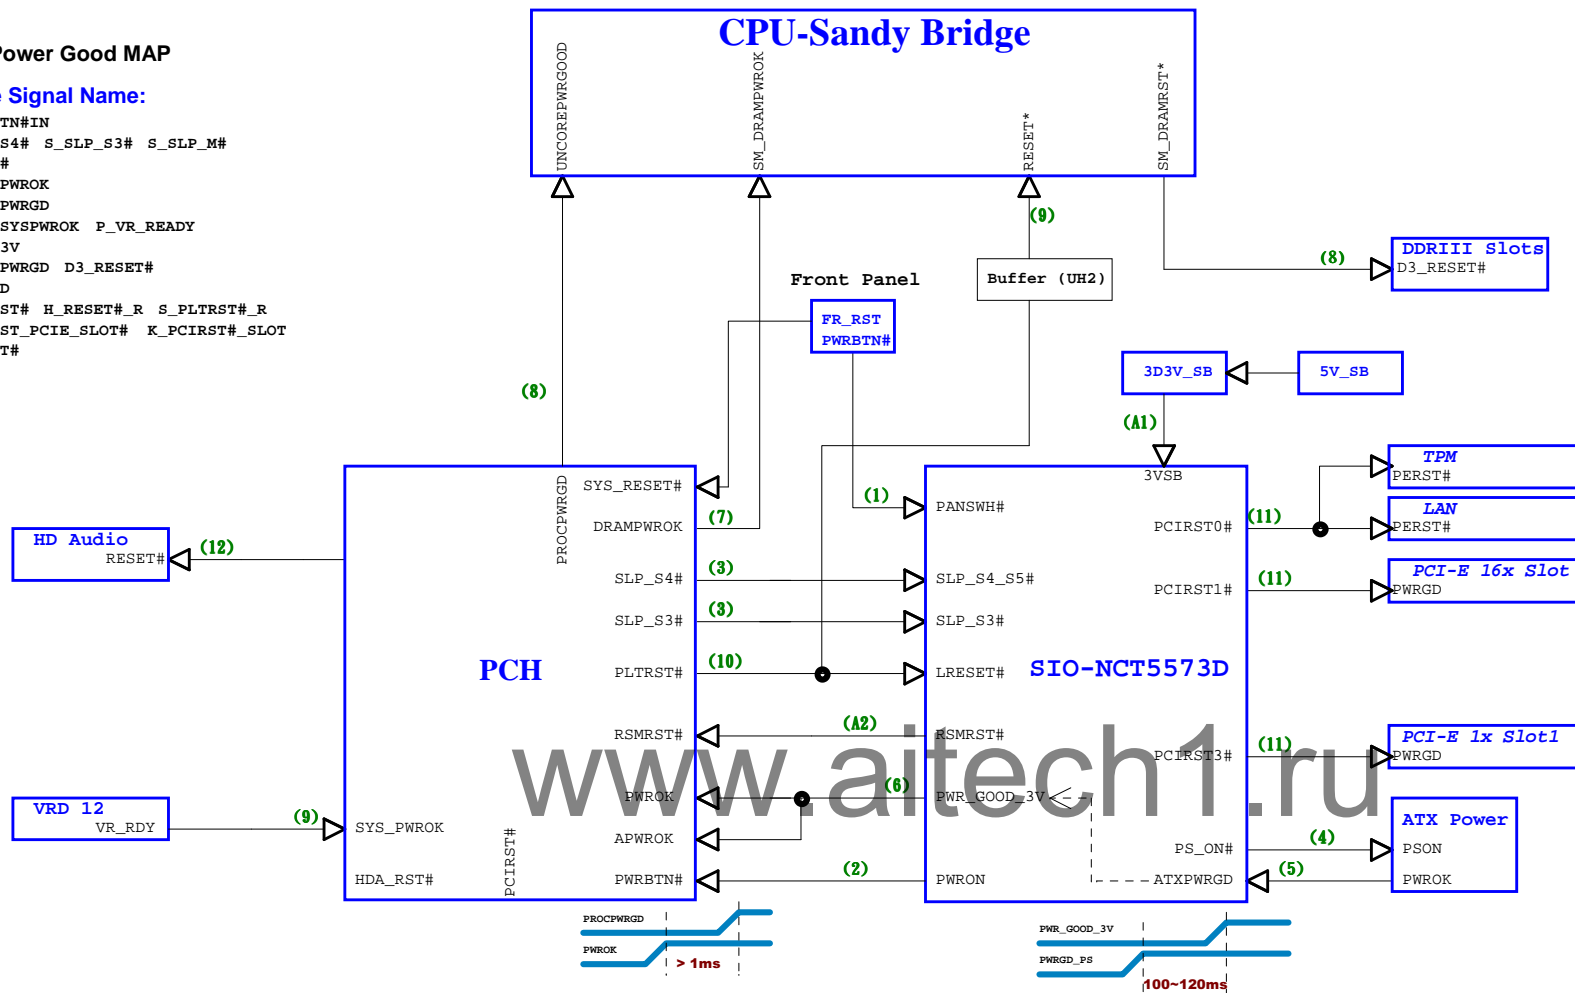 CPU-Sandy Bridge
Power Good MAP
Signal Name:
TN#IN
S4# S_SLP_S3# S_SLP_M#
#
PWROK
PWRGD
SYSPWROK P_VR_READY
3V
PWRGD D3_RESET#
D
ST# H_RESET#_R S_PLTRST#_R
ST_PCIE_SLOT# K_PCIRST#_SLOT
T#
UNCOREPWRGOOD
SM_DRAMPWROK
RESET*
SM_DRAMRST*
(9)
(8)
DDRIII Slots
D3_RESET#
Buffer (UH2)
Front Panel
FR_RST
PWRBTN#
3D3V_SB
5V_SB
(8)
(A1)
3VSB
PROCPWRGD
SYS_RESET#
DRAMPWROK
(7)
(1)
PANSWH#
PCIRST0#
(11)
TPM
PERST#
LAN
PERST#
HD Audio
RESET#
(12)
SLP_S4#
(3)
SLP_S4_S5#
PCIRST1#
(11)
PCI-E 16x Slot
PWRGD
SLP_S3#
(3)
SLP_S3#
PCH
PLTRST#
(10)
LRESET#
SIO-NCT5573D
RSMRST#
(A2)
RSMRST#
PCIRST3#
(11)
PCI-E 1x Slot1
PWRGD
www.aitech1.ru
PWROK
(6)
PWR_GOOD_3V
VRD 12
VR_RDY
(9)
SYS_PWROK
APWROK
PS_ON#
(4)
ATX Power
PSON
PWROK
HDA_RST#
PCIRST#
PWRBTN#
(2)
PWRON
ATXPWRGD
(5)
PROCPWRGD
PWROK
> 1ms
PWR_GOOD_3V
PWRGD_PS
100~120ms